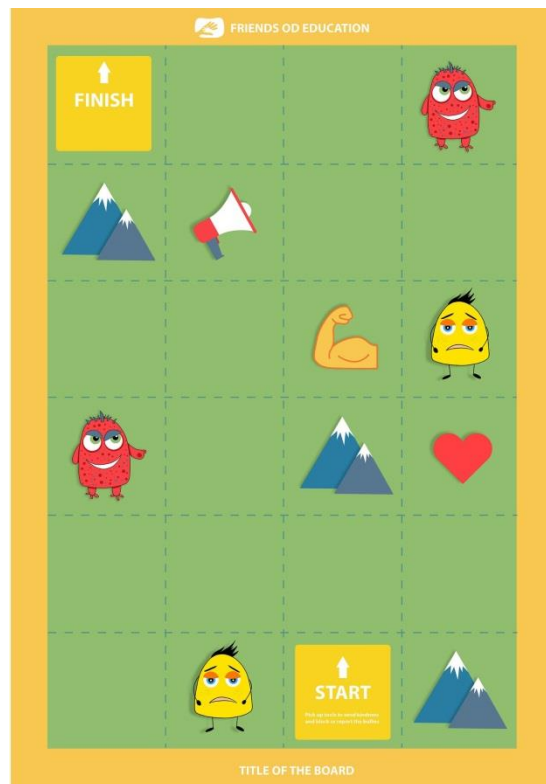 FRIENDS OD EDUCATION
FINISH
START
TITLE OF THE BOARD